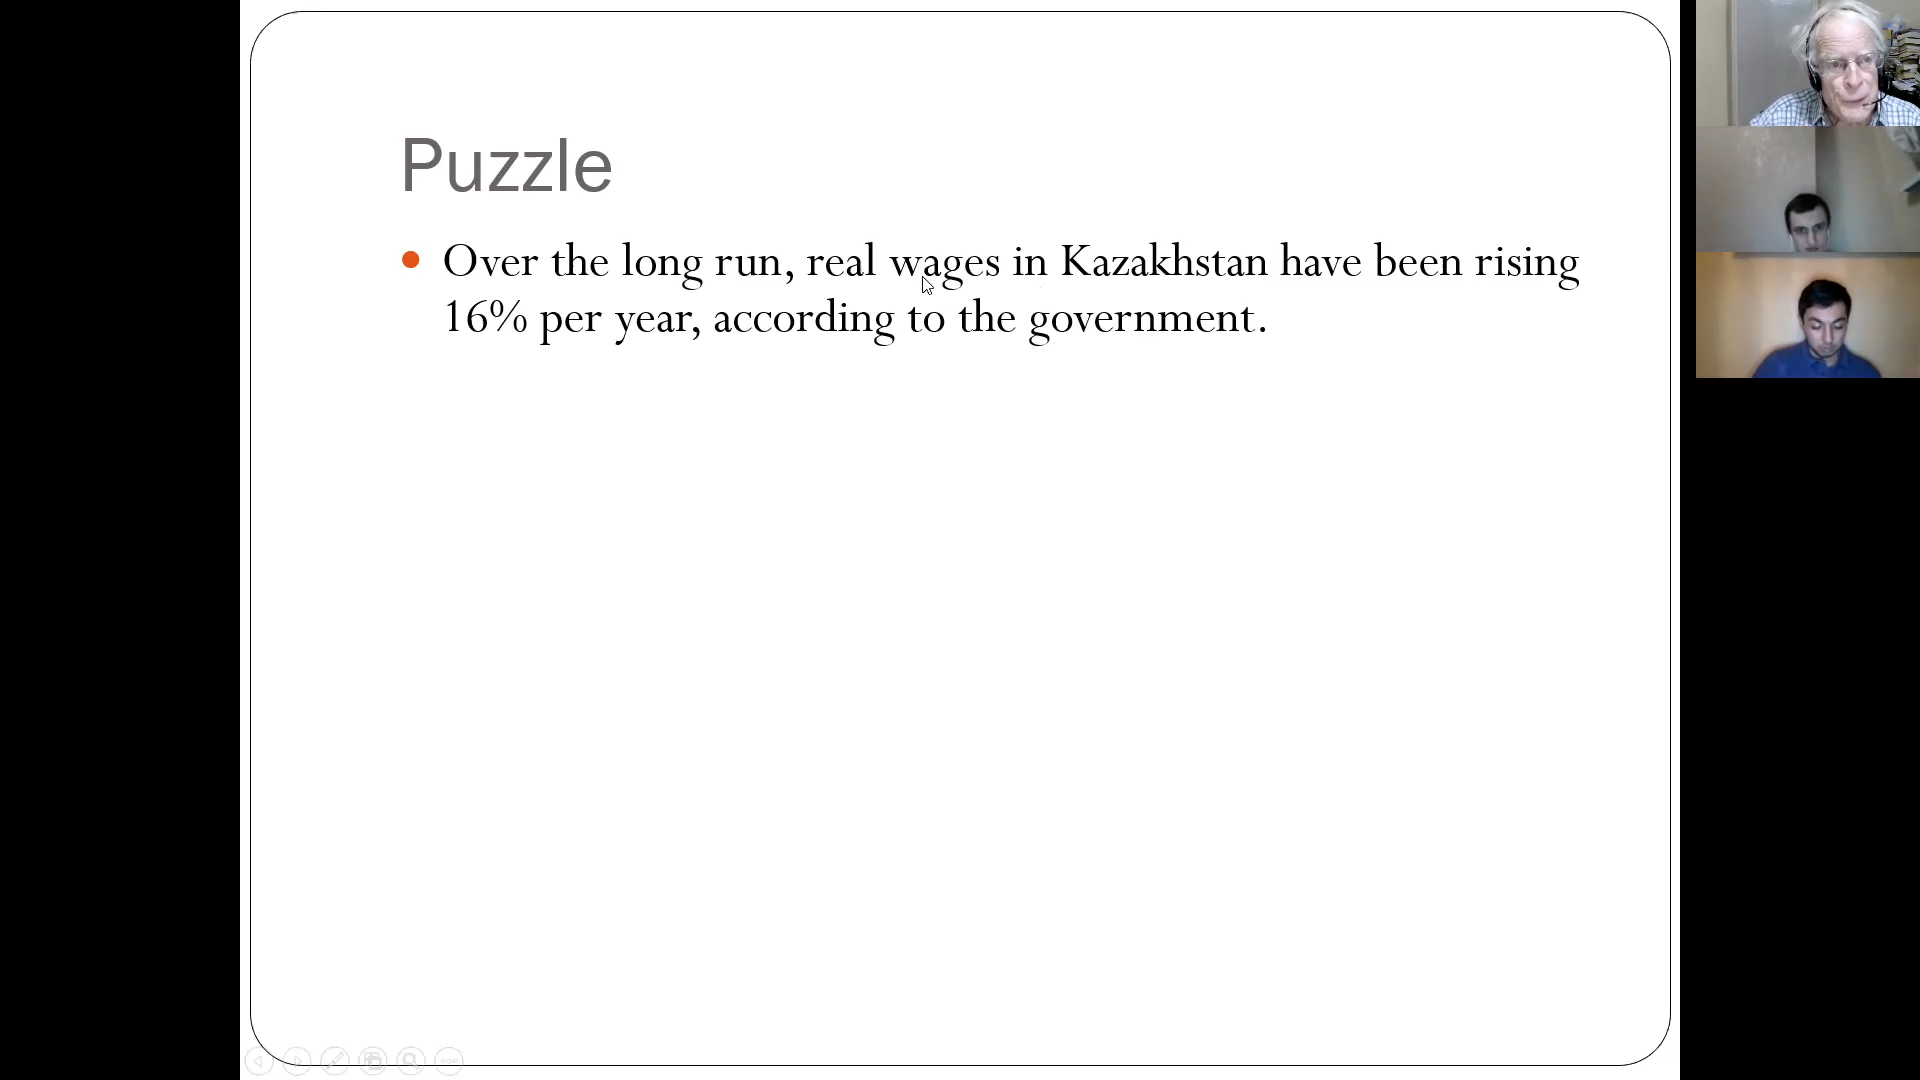 Puzzle
Over the long run, real wages in Kazakhstan have been rising
16% per year, according to the government.